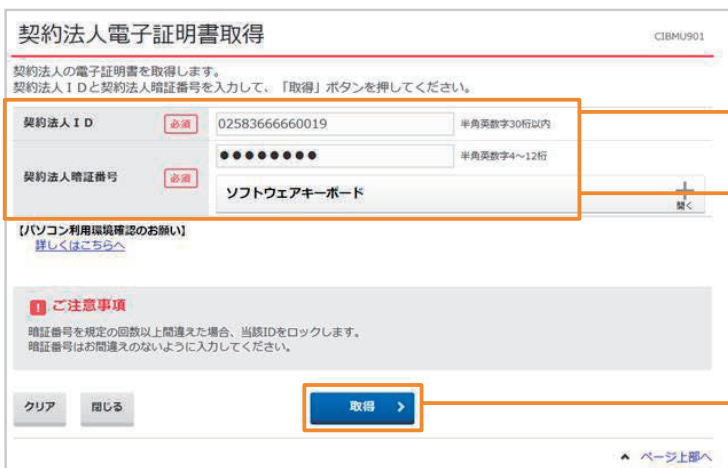 契約法人電子証明書取得
CIBMU901
契約法人の電子証明書を取得します。
契約法人IDと契約法人暗証番号を入力して、「取得」ボタンを押してください。
契約法人ID 必須 02583666660019 半角英数字30桁以内
契約法人暗証番号 必須 ●●●●●●●● 半角英数字4～12桁
ソフトウェアキーボード 開く
【パソコン利用環境確認のお願い】
詳しくはこちらへ
! ご注意事項
暗証番号を規定の回数以上間違えた場合、当該IDをロックします。
暗証番号はお間違えのないように入力してください。
クリア 閉じる 取得
ページ上部へ